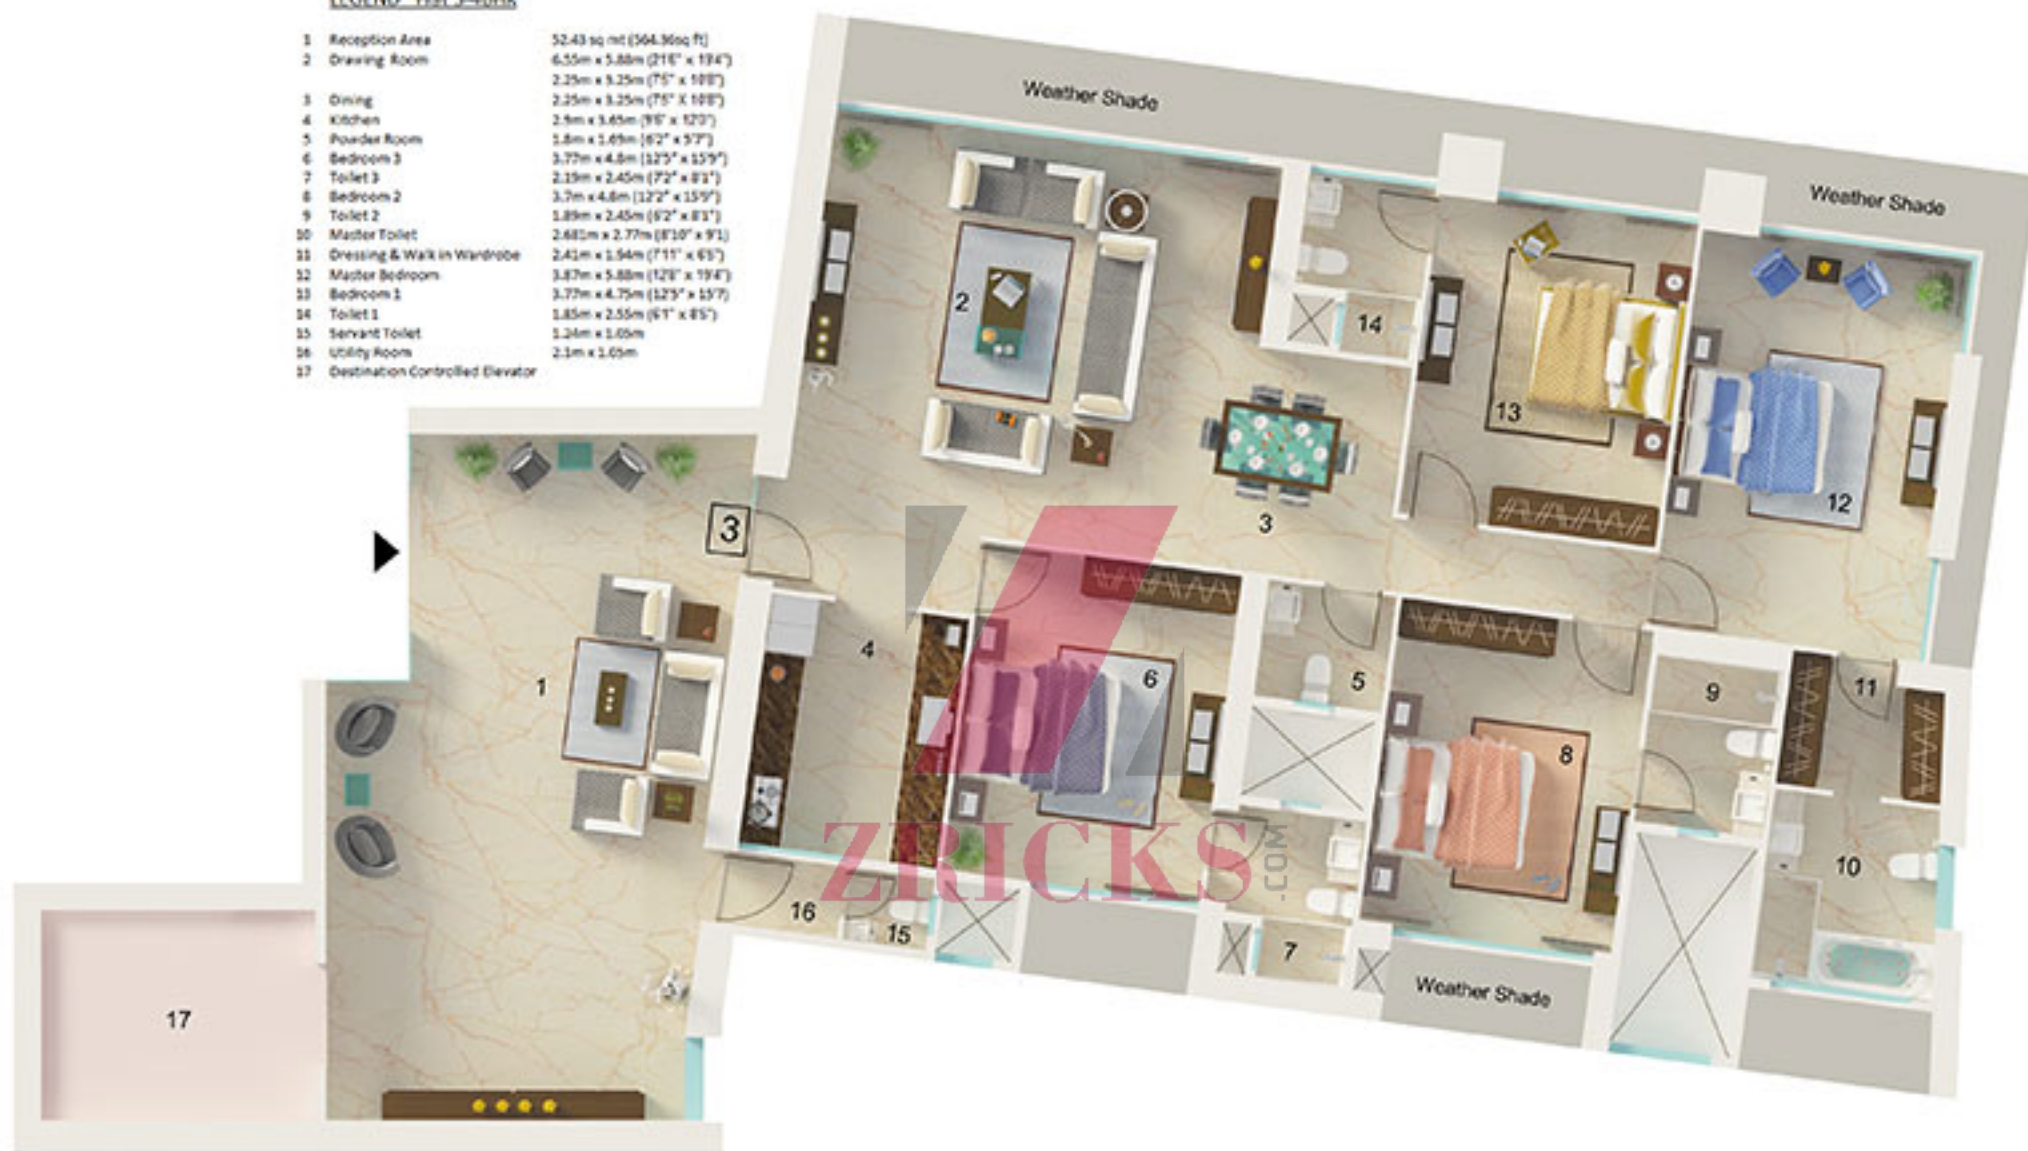 LEGEND
1 Reception Area 52.43 sq mt (564.36sq ft)
2 Drawing Room 6.55m x 5.88m (21'6" x 19'4")
2.25m x 3.25m (7'5" x 10'8")
3 Dining 2.25m x 3.25m (7'5" X 10'8")
4 Kitchen 2.9m x 3.65m (9'6" x 12'0")
5 Powder Room 1.8m x 1.69m (6'2" x 5'7")
6 Bedroom 3 3.77m x 4.8m (12'5" x 15'9")
7 Toilet 3 2.19m x 2.45m (7'2" x 8'1")
8 Bedroom 2 3.7m x 4.8m (12'2" x 15'9")
9 Toilet 2 1.89m x 2.45m (6'2" x 8'1")
10 Master Toilet 2.681m x 2.77m (8'10" x 9'1)
11 Dressing & Walk in Wardrobe 2.41m x 1.94m (7'11" x 6'5")
12 Master Bedroom 3.87m x 5.88m (12'8" x 19'4")
13 Bedroom 1 3.77m x 4.75m (12'5" x 15'7)
14 Toilet 1 1.85m x 2.55m (6'1" x 8'5")
15 Servant Toilet 1.24m x 1.05m
16 Utility Room 2.1m x 1.05m
17 Destination Controlled Elevator
Weather Shade
Weather Shade
2
14
13
12
3
3
4
1
6
5
9
11
8
10
16
15
7
Weather Shade
17
ZRICKS
.COM